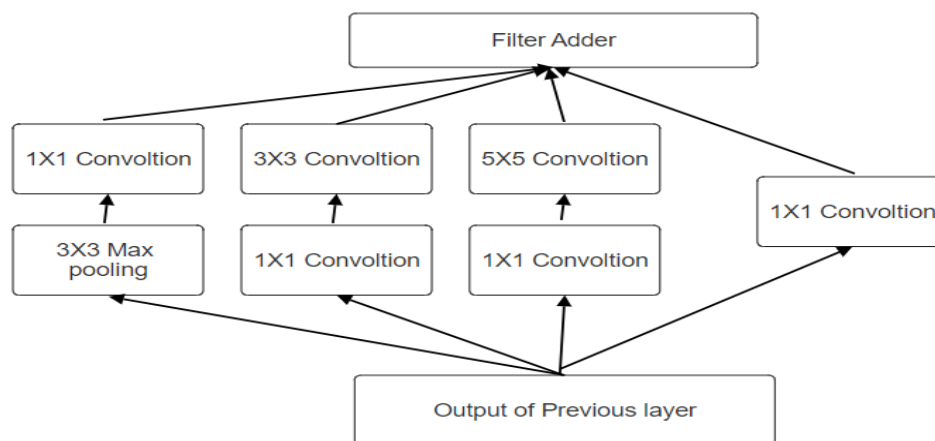 Filter Adder
1X1 Convoltion
3X3 Convoltion
5X5 Convoltion
1X1 Convoltion
3X3 Max
pooling
1X1 Convoltion
1X1 Convoltion
Output of Previous layer